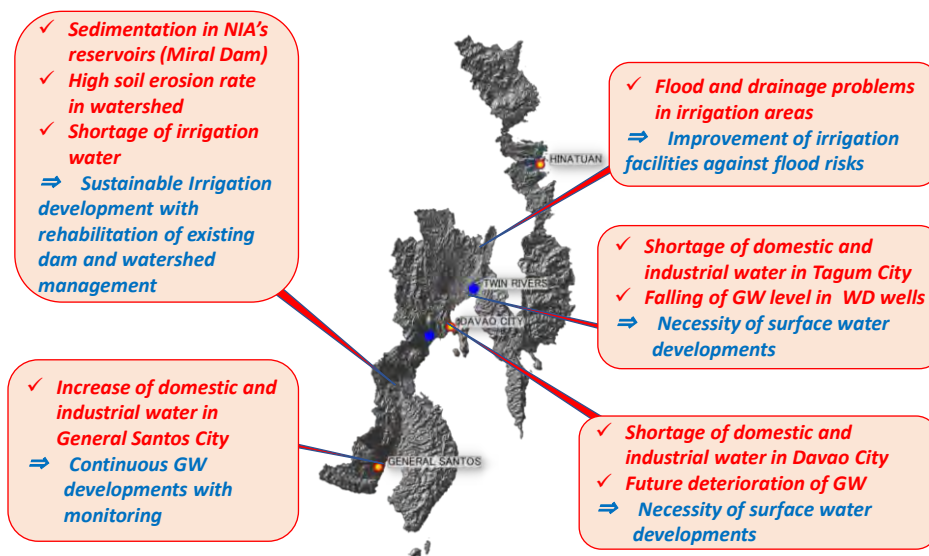 ✓ Sedimentation in NIA's
reservoirs (Miral Dam)
✓ High soil erosion rate
in watershed
✓ Shortage of irrigation
water
⇒ Sustainable Irrigation
development with
rehabilitation of existing
dam and watershed
management
✓ Flood and drainage problems
in irrigation areas
⇒ Improvement of irrigation
facilities against flood risks
HINATUAN
✓ Shortage of domestic and
industrial water in Tagum City
✓ Falling of GW level in WD wells
⇒ Necessity of surface water
developments
TWIN RIVERS
DAVAO CITY
✓ Increase of domestic and
industrial water in
General Santos City
⇒ Continuous GW
developments with
monitoring
GENERAL SANTOS
✓ Shortage of domestic and
industrial water in Davao City
✓ Future deterioration of GW
⇒ Necessity of surface water
developments